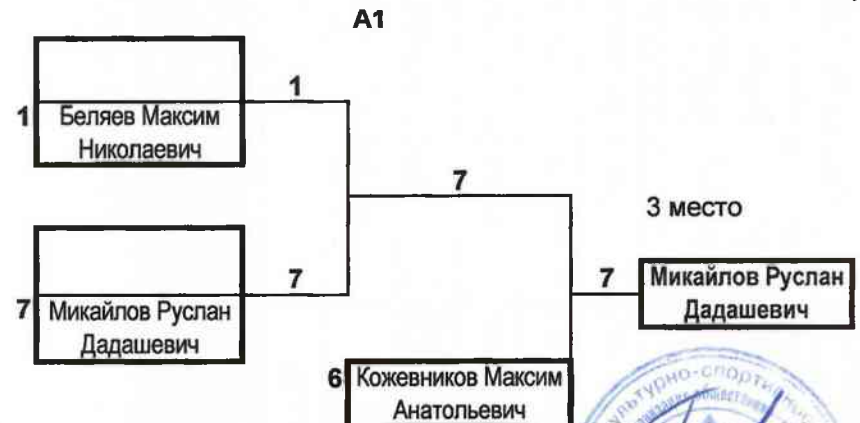 А1
1
1 Беляев Максим
Николаевич
7
3 место
7
7 Микайлов Руслан
Дадашевич
7 Микайлов Руслан
Дадашевич
6 Кожевников Максим
Анатольевич